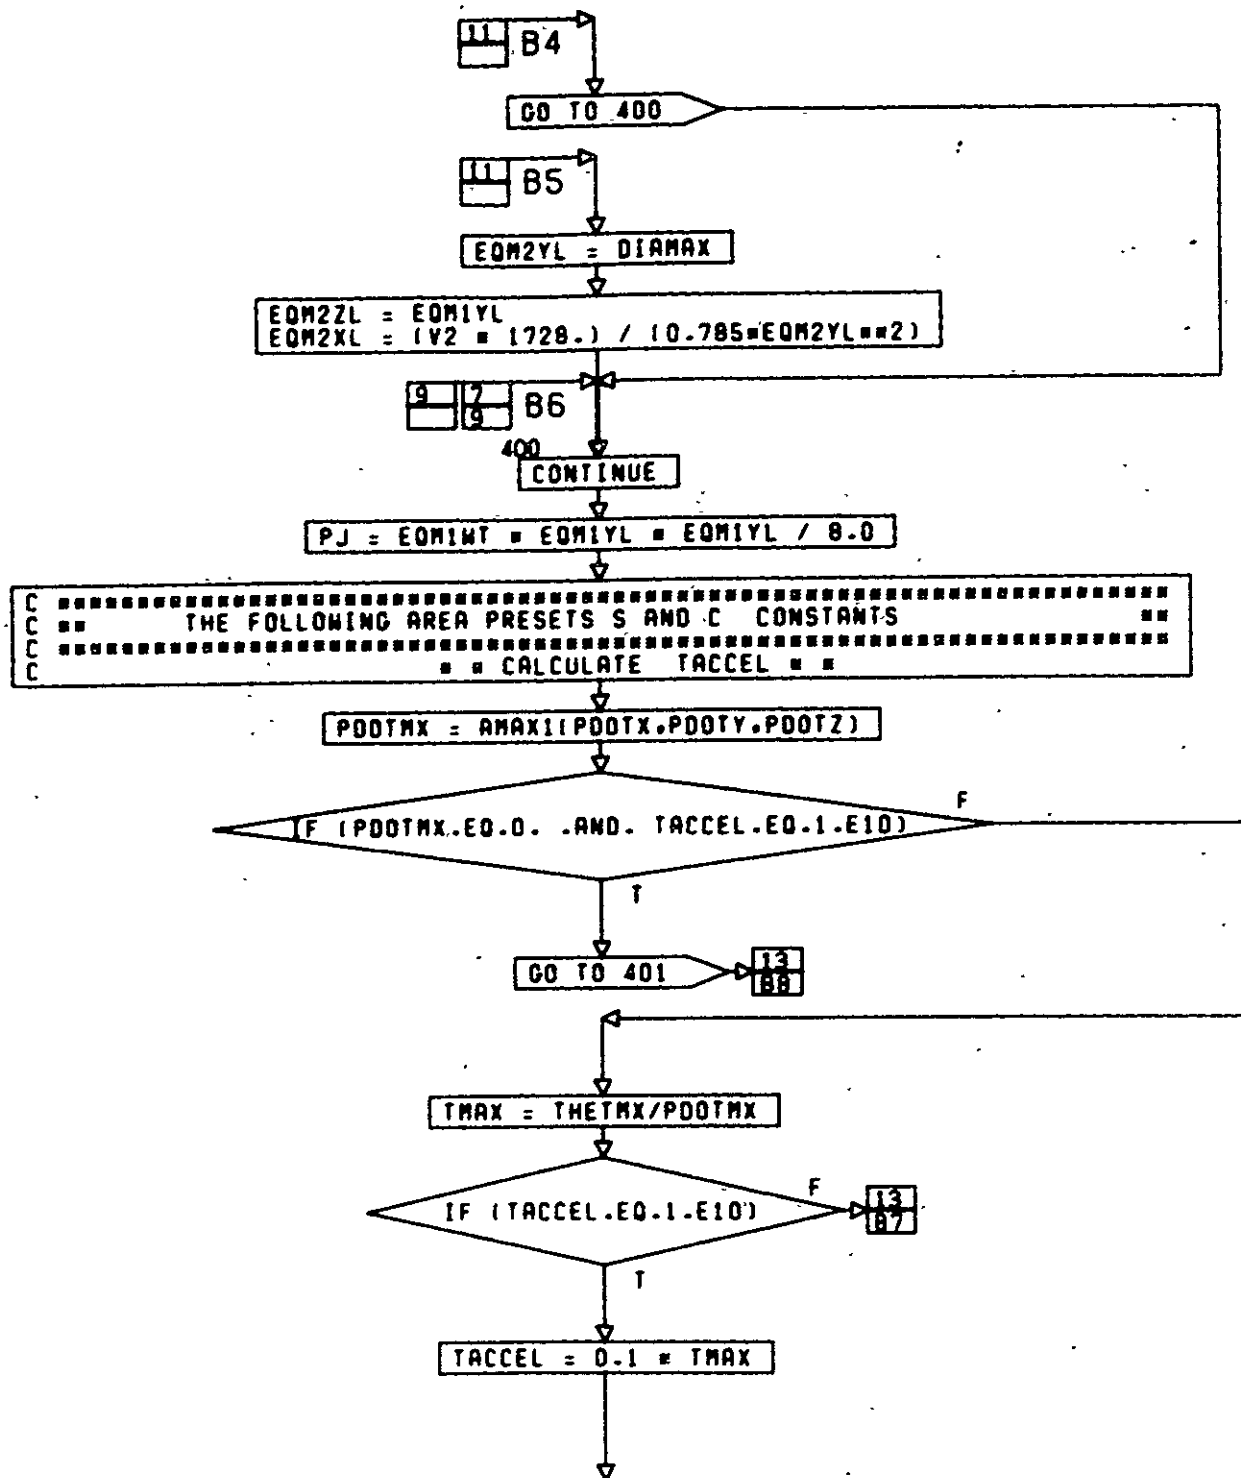 11 B4
GO TO 400
11 B5
EQM2YL = DIAMAX
EQM2ZL = EQM1YL
EQM2XL = (V2 * 1728.) / (0.785*EQM2YL**2)
9 7 B6
9
400
CONTINUE
PJ = EQM1WT * EQM1YL * EQM1YL / 8.0
C **********************************************************************
C ** THE FOLLOWING AREA PRESETS S AND C CONSTANTS **
C **********************************************************************
C * * CALCULATE TACCEL * *
PDOTMX = AMAX1(PDOTX,PDOTY,PDOTZ)
IF (PDOTMX.EQ.0. .AND. TACCEL.EQ.1.E10)
F
T
GO TO 401
13
B8
TMAX = THETMX/PDOTMX
IF (TACCEL.EQ.1.E10)
F
13
B7
T
TACCEL = 0.1 * TMAX